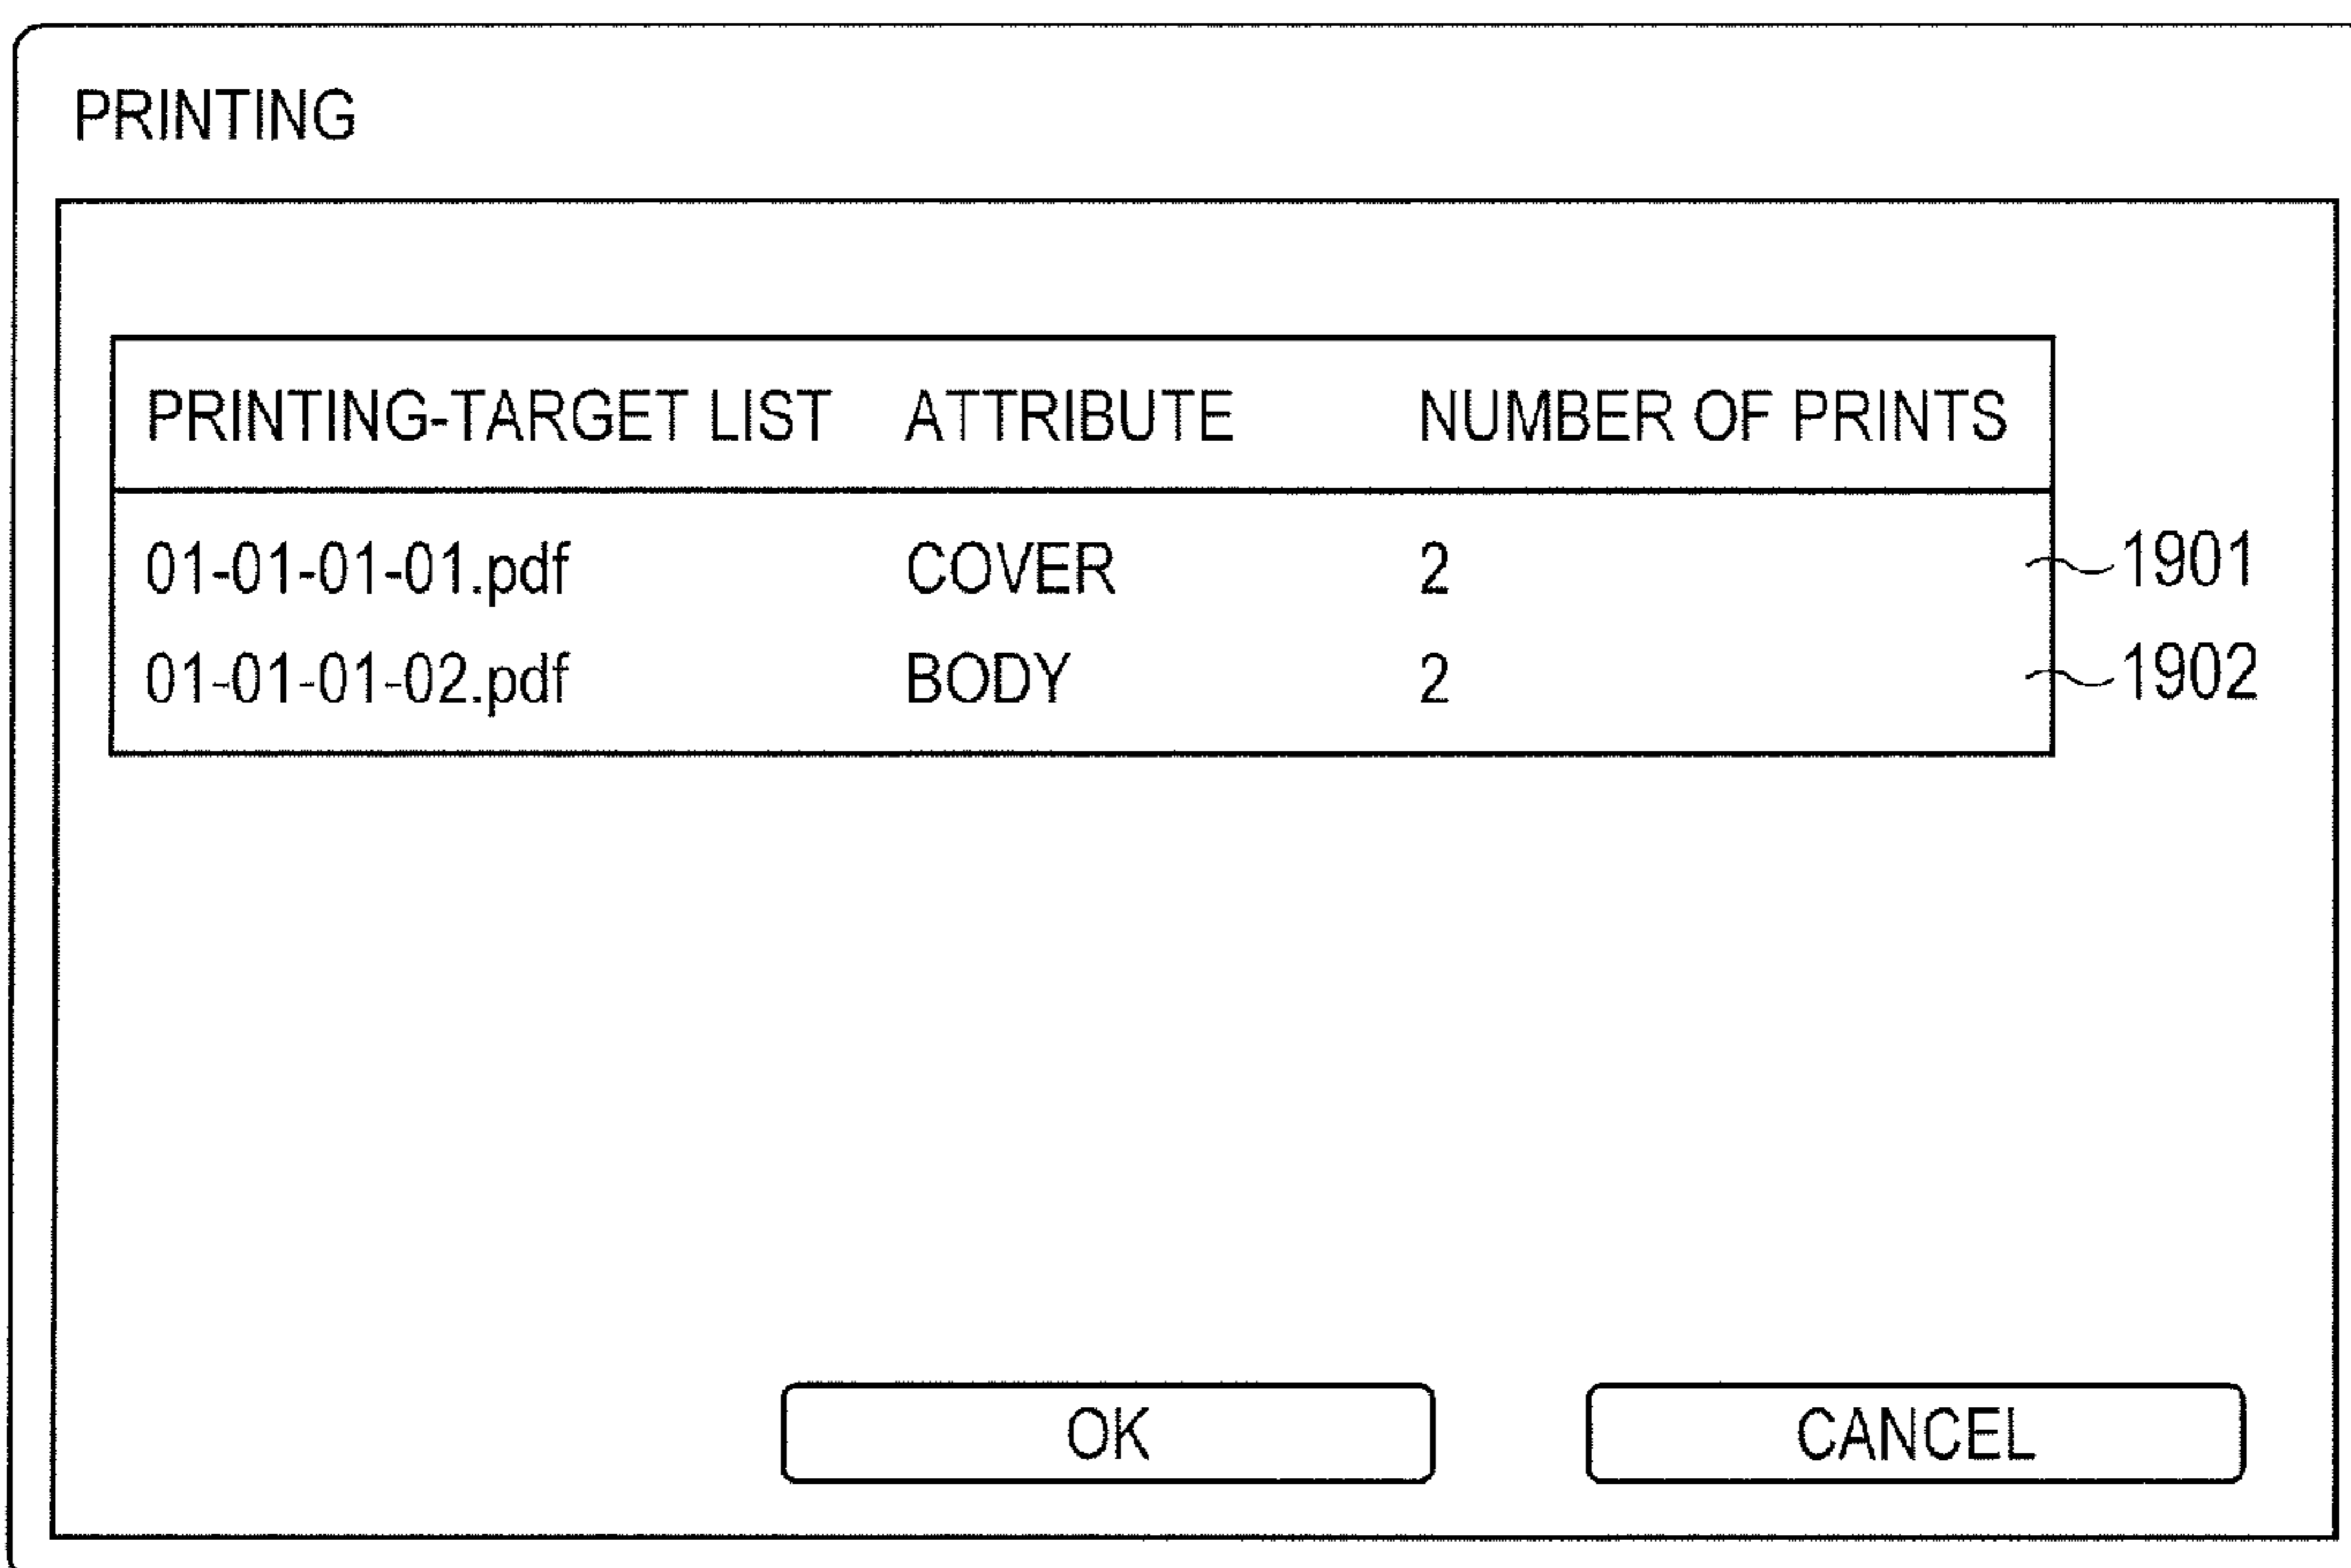 PRINTING
PRINTING-TARGET LIST ATTRIBUTE NUMBER OF PRINTS
01-01-01-01.pdf COVER 2 1901
01-01-01-02.pdf BODY 2 1902
OK CANCEL